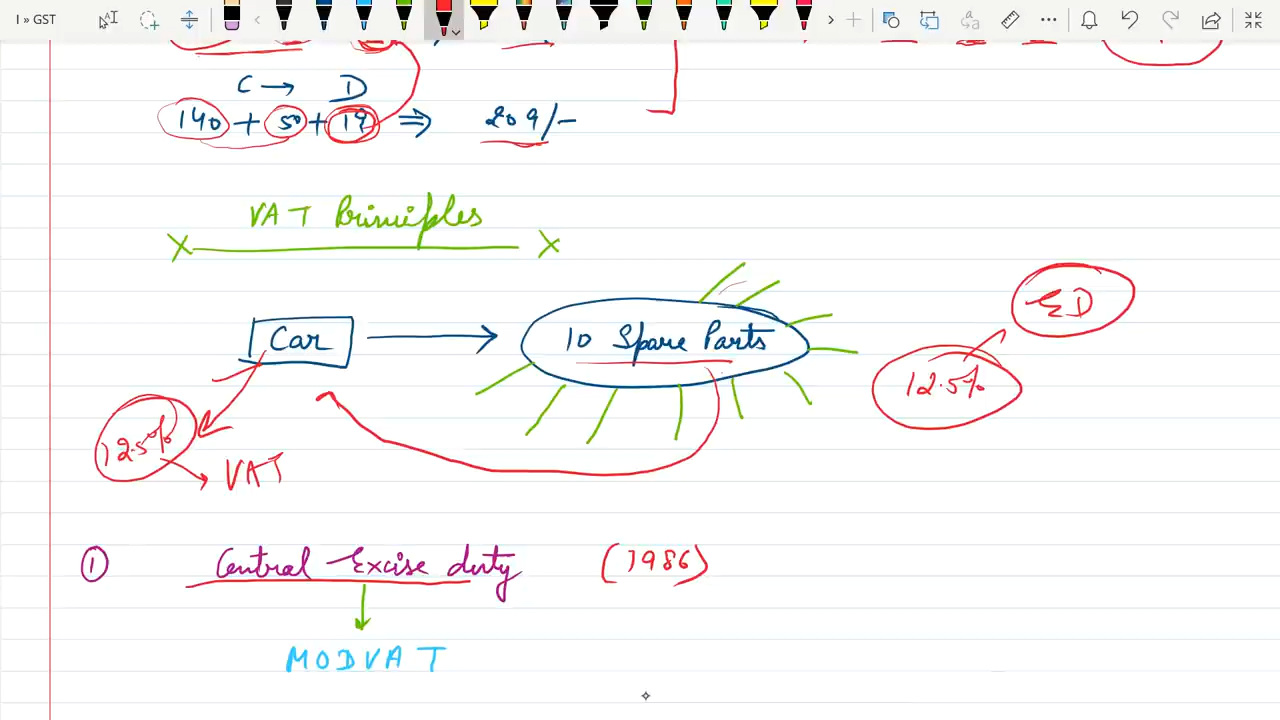 I » GST
C → D
140 + 50 + 19 ⇒ 209/-
VAT Principles
X X
ED
Car → 10 Spare Parts
12.5%
12.5%
VAT
① Central Excise duty (1986)
MODVAT